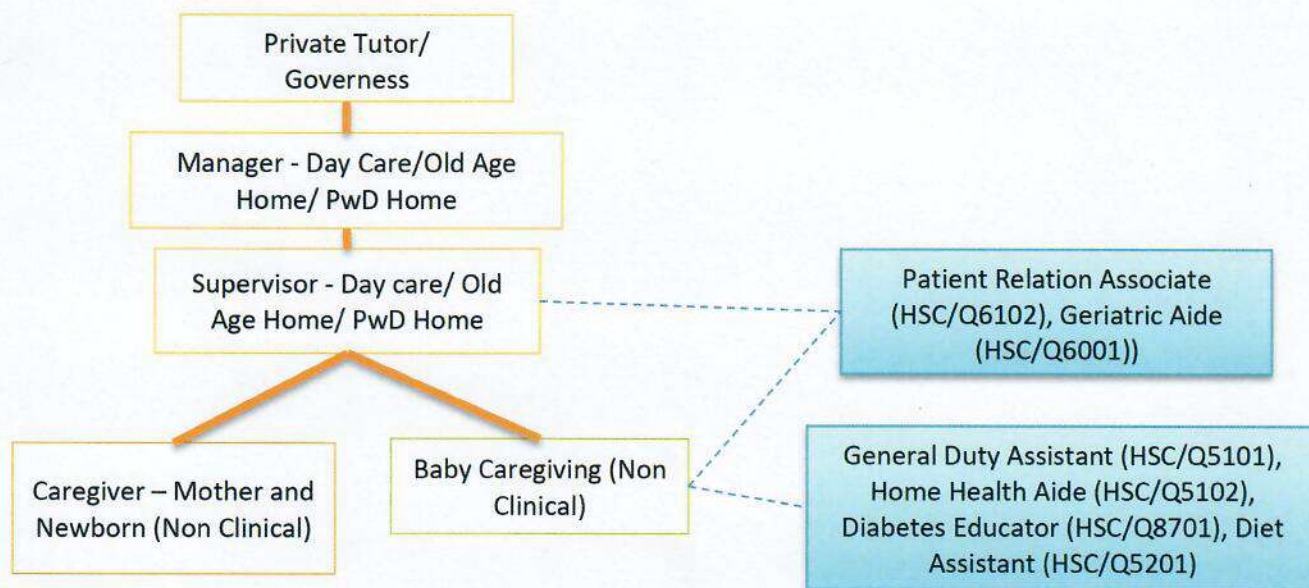 Private Tutor/
Governess
Manager - Day Care/Old Age
Home/ PwD Home
Supervisor - Day care/ Old
Age Home/ PwD Home
Patient Relation Associate
(HSC/Q6102), Geriatric Aide
(HSC/Q6001))
Caregiver – Mother and
Newborn (Non Clinical)
Baby Caregiving (Non
Clinical)
General Duty Assistant (HSC/Q5101),
Home Health Aide (HSC/Q5102),
Diabetes Educator (HSC/Q8701), Diet
Assistant (HSC/Q5201)